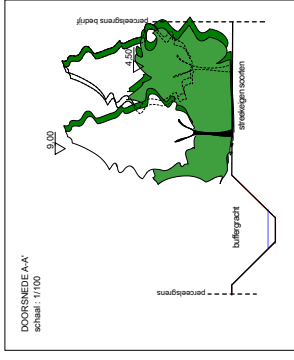 DOORSNEDE A-A'
schaal : 1/100
9.00
4.50
perceelsgrens bedrijf
streekeigen soorten
buffergracht
perceelsgrens